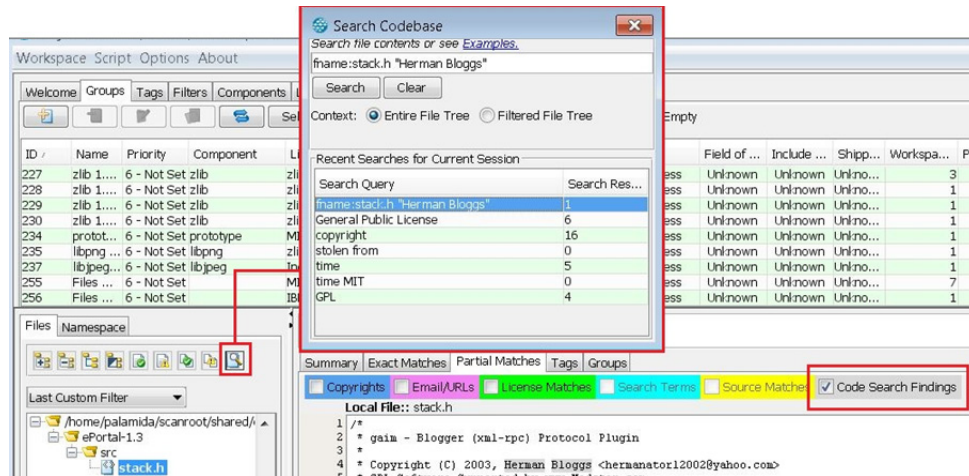 Search Codebase
Search file contents or see Examples.
fname:stack.h "Herman Bloggs"
Search Clear
Context: Entire File Tree Filtered File Tree
Recent Searches for Current Session
Search Query Search Res...
fname:stack.h "Herman Bloggs" 1
General Public License 6
copyright 16
stolen from 0
time 5
time MIT 0
GPL 4
Workspace Script Options About
Welcome Groups Tags Filters Components
Empty
ID Name Priority Component Field of ... Include ... Shipp... Workspa...
227 zlib 1.... 6 - Not Set zlib Unknown Unknown Unkno... 3
228 zlib 1.... 6 - Not Set zlib Unknown Unknown Unkno... 1
229 zlib 1.... 6 - Not Set zlib Unknown Unknown Unkno... 1
230 zlib 1.... 6 - Not Set zlib Unknown Unknown Unkno... 1
234 protot... 6 - Not Set prototype Unknown Unknown Unkno... 1
235 libpng ... 6 - Not Set libpng Unknown Unknown Unkno... 1
237 libjpeg... 6 - Not Set libjpeg Unknown Unknown Unkno... 1
255 Files ... 6 - Not Set Unknown Unknown Unkno... 7
256 Files ... 6 - Not Set Unknown Unknown Unkno... 1
Files Namespace
Last Custom Filter
/home/palamida/scanroot/shared/
ePortal-1.3
src
stack.h
Summary Exact Matches Partial Matches Tags Groups
Copyrights Email/URLs License Matches Search Terms Source Matches Code Search Findings
Local File:: stack.h
1 /*
2 * gaim - Blogger (xml-rpc) Protocol Plugin
3 *
4 * Copyright (C) 2003, Herman Bloggs <hermanator12002@yahoo.com>